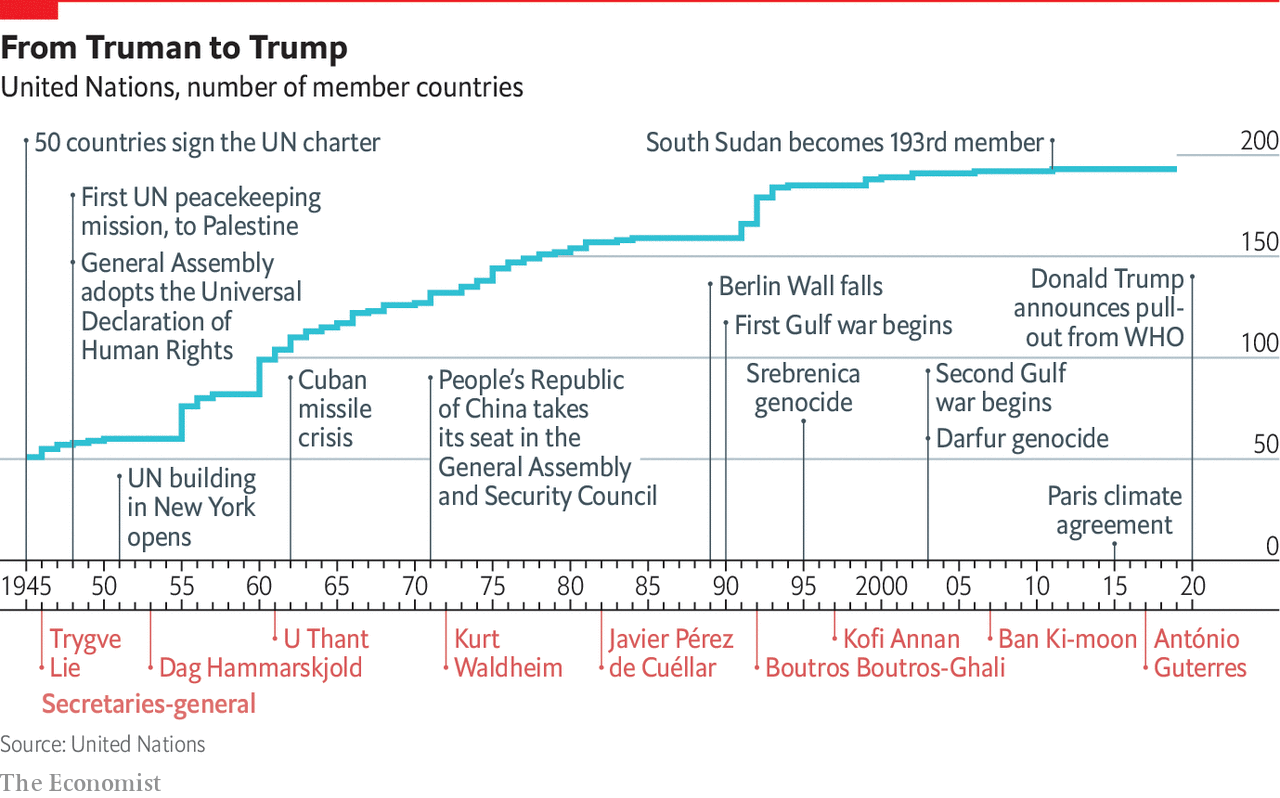 From Truman to Trump
United Nations, number of member countries
50 countries sign the UN charter
South Sudan becomes 193rd member
200
First UN peacekeeping
mission, to Palestine
General Assembly
adopts the Universal
Declaration of
Human Rights
150
Berlin Wall falls
First Gulf war begins
Donald Trump
announces pull-
out from WHO
100
Cuban
missile
crisis
People's Republic
of China takes
its seat in the
General Assembly
and Security Council
Srebrenica
genocide
Second Gulf
war begins
Darfur genocide
50
UN building
in New York
opens
Paris climate
agreement
0
1945 50 55 60 65 70 75 80 85 90 95 2000 05 10 15 20
Trygve
Lie
Dag Hammarskjold
U Thant
Kurt
Waldheim
Javier Pérez
de Cuéllar
Boutros Boutros-Ghali
Kofi Annan
Ban Ki-moon
António
Guterres
Secretaries-general
Source: United Nations
The Economist